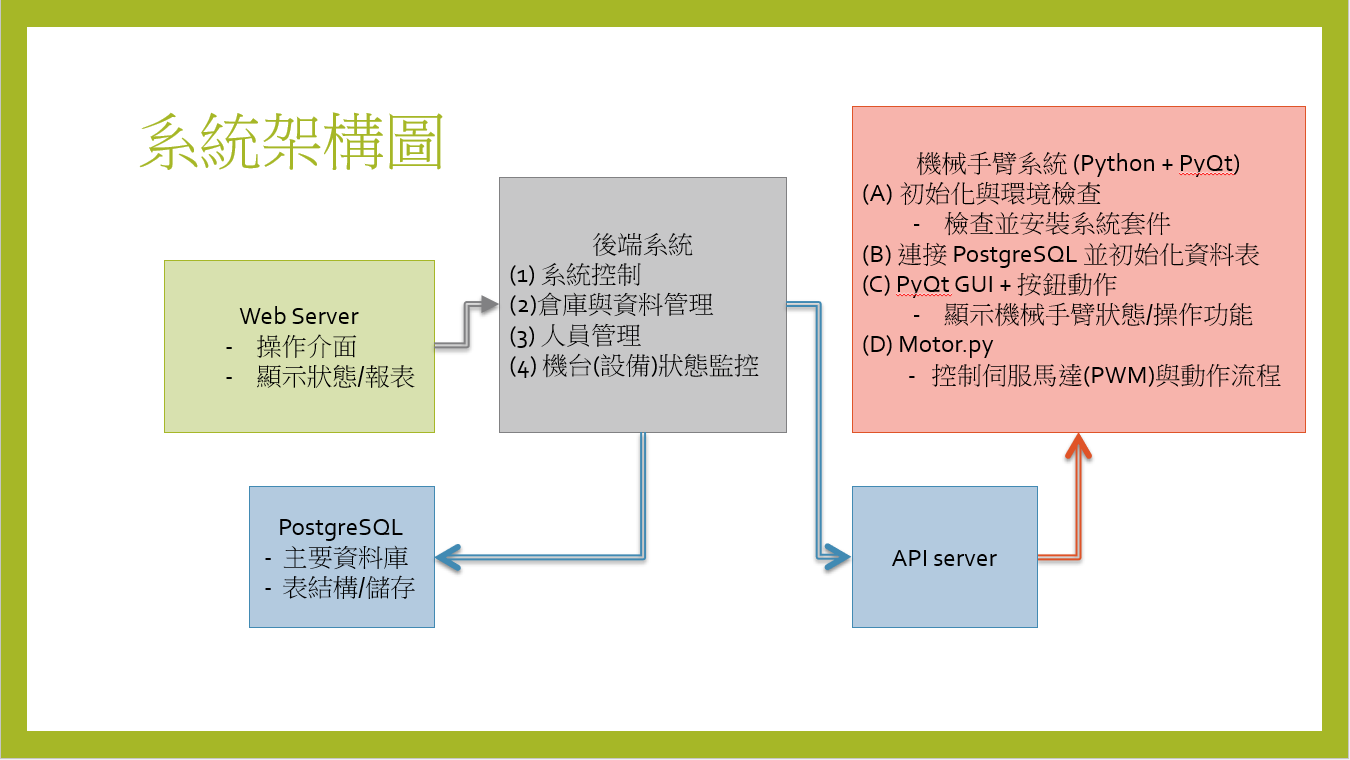 系統架構圖
Web Server
- 操作介面
- 顯示狀態/報表
後端系統
(1) 系統控制
(2)倉庫與資料管理
(3) 人員管理
(4) 機台(設備)狀態監控
機械手臂系統 (Python + PyQt)
(A) 初始化與環境檢查
- 檢查並安裝系統套件
(B) 連接 PostgreSQL 並初始化資料表
(C) PyQt GUI + 按鈕動作
- 顯示機械手臂狀態/操作功能
(D) Motor.py
- 控制伺服馬達(PWM)與動作流程
PostgreSQL
- 主要資料庫
- 表結構/儲存
API server